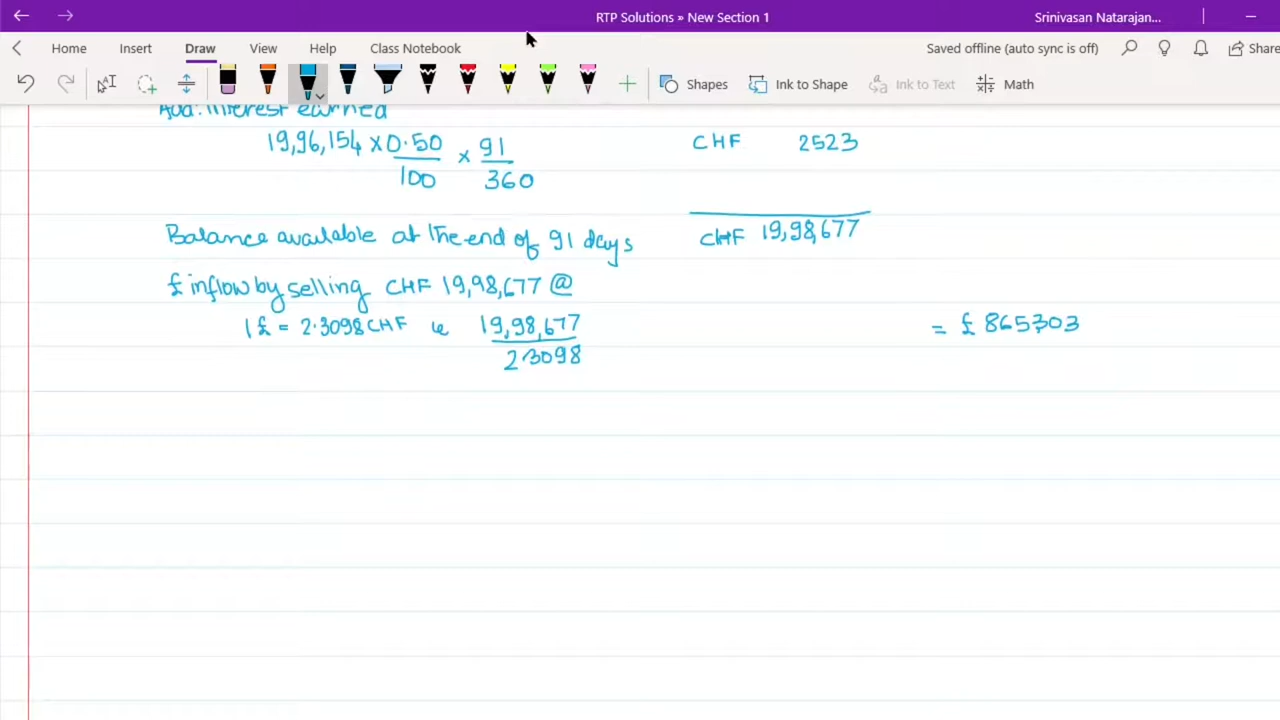 RTP Solutions » New Section 1
Srinivasan Natarajan...
Home Insert Draw View Help Class Notebook
Saved offline (auto sync is off)
Share
Shapes Ink to Shape Ink to Text Math
Add: Interest earned
19,96,154 × 0.50 × 91
100 360
CHF 2523
Balance available at the end of 91 days CHF 19,98,677
£ inflow by selling CHF 19,98,677 @
1£ = 2.3098 CHF ie 19,98,677 = £ 865303
2.3098